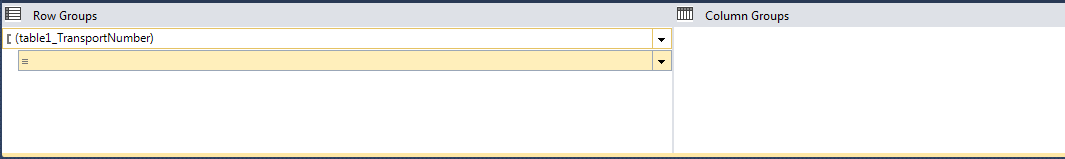 Row Groups
Column Groups
(table1_TransportNumber)